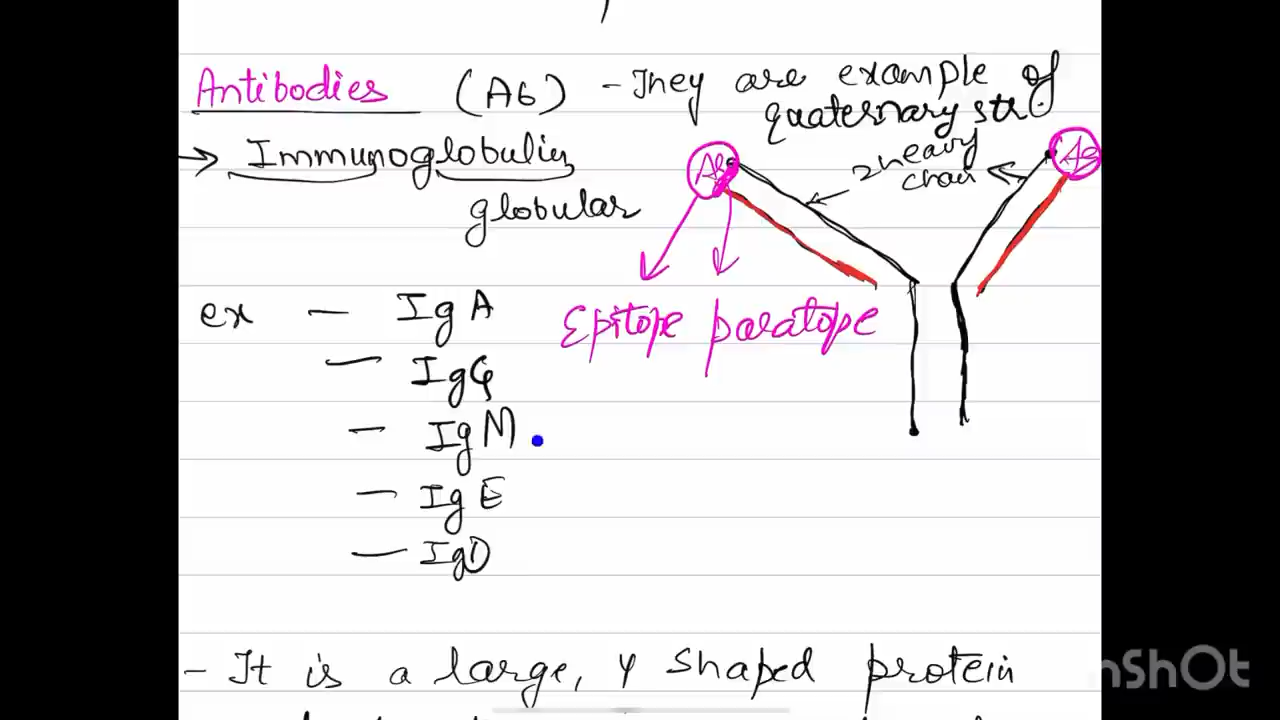 Antibodies (Ab) - They are example of
quaternary str.
→ Immunoglobulin
globular
2 heavy
chain
Ag
Ag
Epitope paratope
ex - IgA
- IgG
- IgM
- IgE
- IgD
- It is a large, Y shaped protein
nShOt